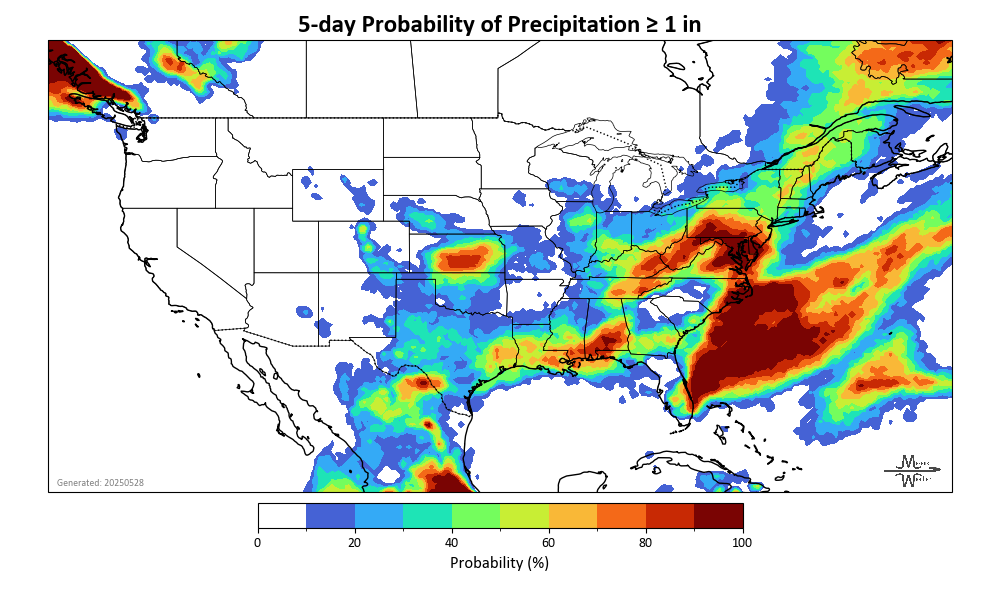 5-day Probability of Precipitation ≥ 1 in
Generated: 20250528
0 20 40 60 80 100
Probability (%)